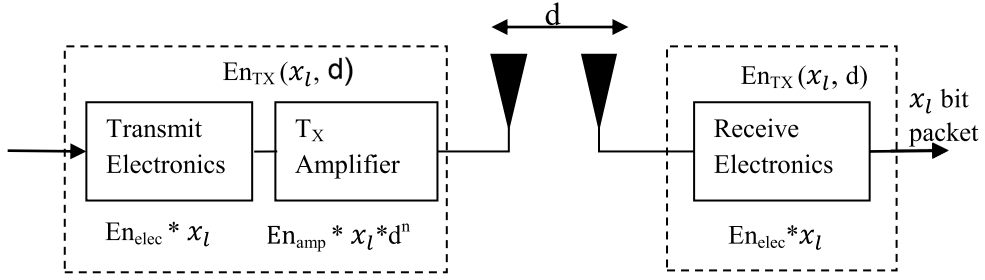 d
En_TX (x_l, d)
Transmit
Electronics
T_X
Amplifier
En_elec * x_l
En_amp * x_l*d^n
En_TX (x_l, d)
Receive
Electronics
En_elec*x_l
x_l bit
packet